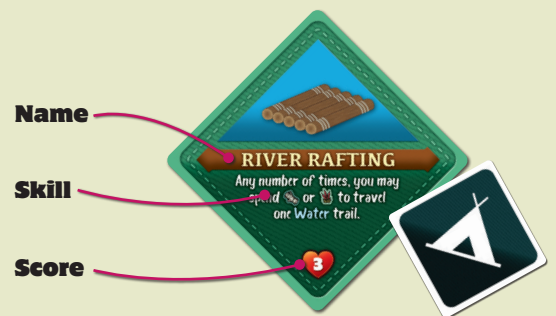 Name
Skill
Score
RIVER RAFTING
Any number of times, you may
spend or to travel
one Water trail.
3